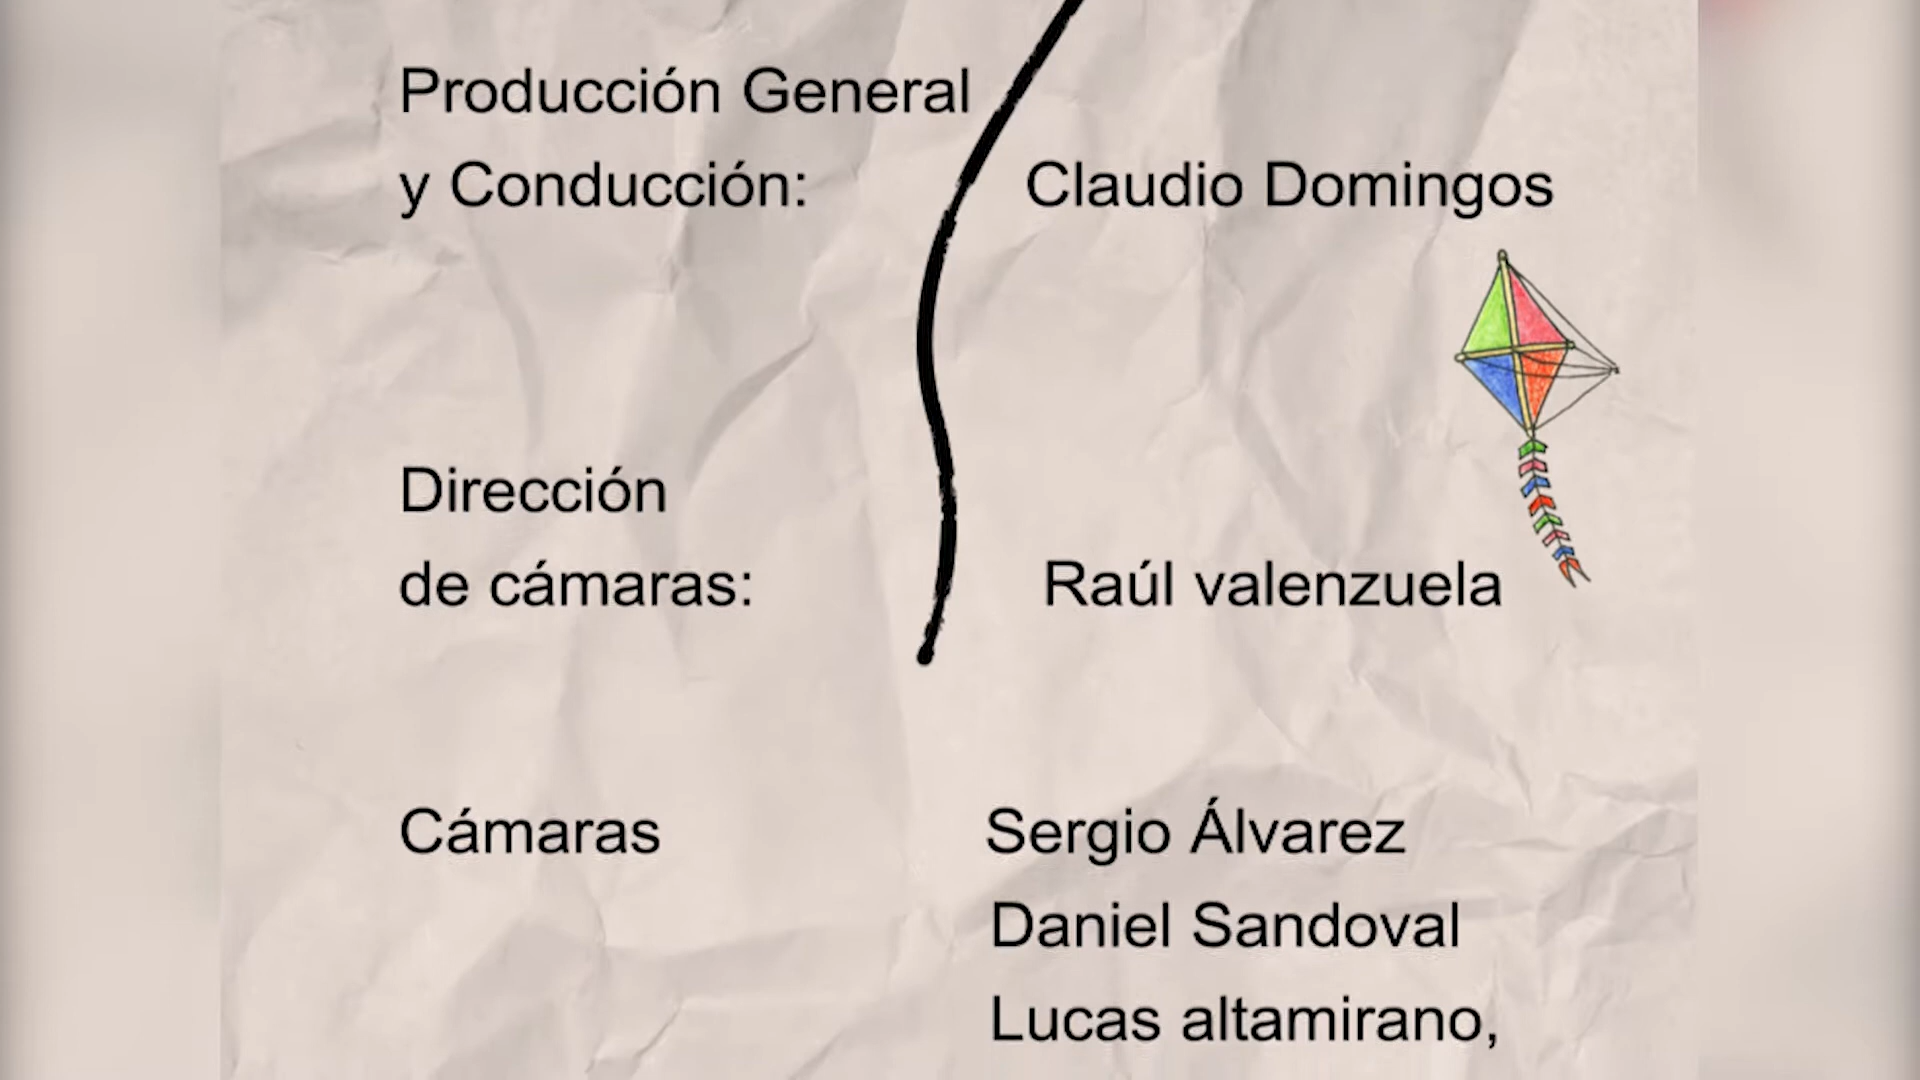 Producción General
y Conducción: Claudio Domingos
Dirección
de cámaras: Raúl valenzuela
Cámaras Sergio Álvarez
Daniel Sandoval
Lucas altamirano,